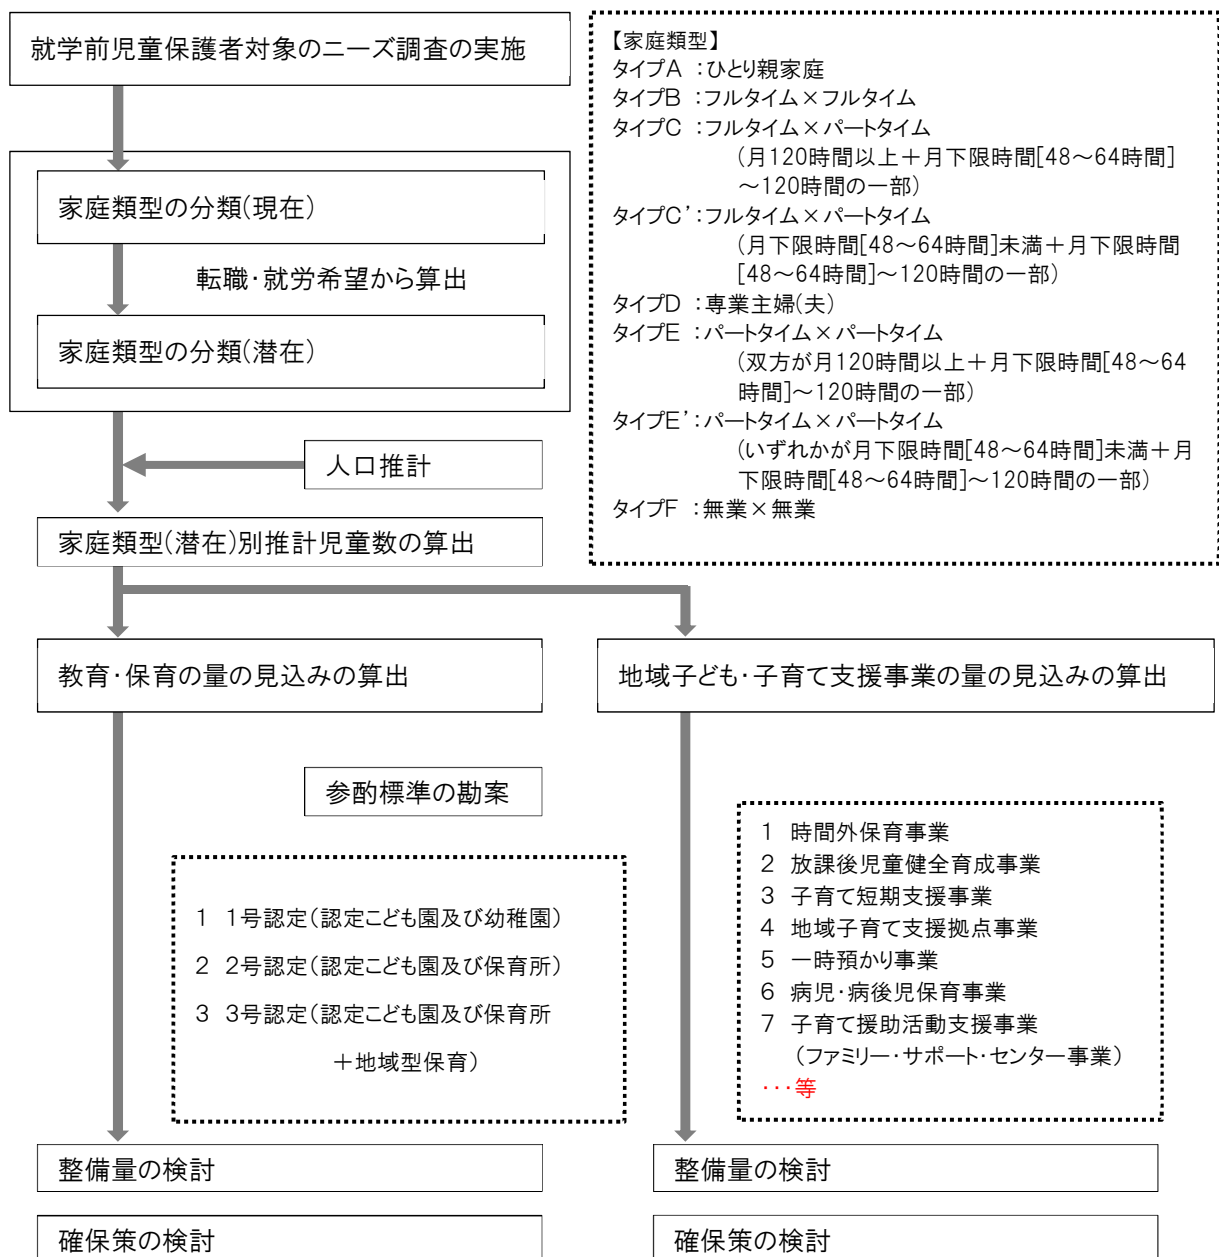 就学前児童保護者対象のニーズ調査の実施
家庭類型の分類(現在)
転職・就労希望から算出
家庭類型の分類(潜在)
人口推計
家庭類型(潜在)別推計児童数の算出
【家庭類型】
タイプA ：ひとり親家庭
タイプB ：フルタイム×フルタイム
タイプC ：フルタイム×パートタイム
(月120時間以上＋月下限時間[48～64時間]
～120時間の一部)
タイプC’：フルタイム×パートタイム
(月下限時間[48～64時間]未満＋月下限時間
[48～64時間]～120時間の一部)
タイプD ：専業主婦(夫)
タイプE ：パートタイム×パートタイム
(双方が月120時間以上＋月下限時間[48～64
時間]～120時間の一部)
タイプE’：パートタイム×パートタイム
(いずれかが月下限時間[48～64時間]未満＋月
下限時間[48～64時間]～120時間の一部)
タイプF ：無業×無業
教育・保育の量の見込みの算出
地域子ども・子育て支援事業の量の見込みの算出
参酌標準の勘案
1 1号認定(認定こども園及び幼稚園)
2 2号認定(認定こども園及び保育所)
3 3号認定(認定こども園及び保育所
＋地域型保育)
1 時間外保育事業
2 放課後児童健全育成事業
3 子育て短期支援事業
4 地域子育て支援拠点事業
5 一時預かり事業
6 病児・病後児保育事業
7 子育て援助活動支援事業
(ファミリー・サポート・センター事業)
・・・等
整備量の検討
整備量の検討
確保策の検討
確保策の検討